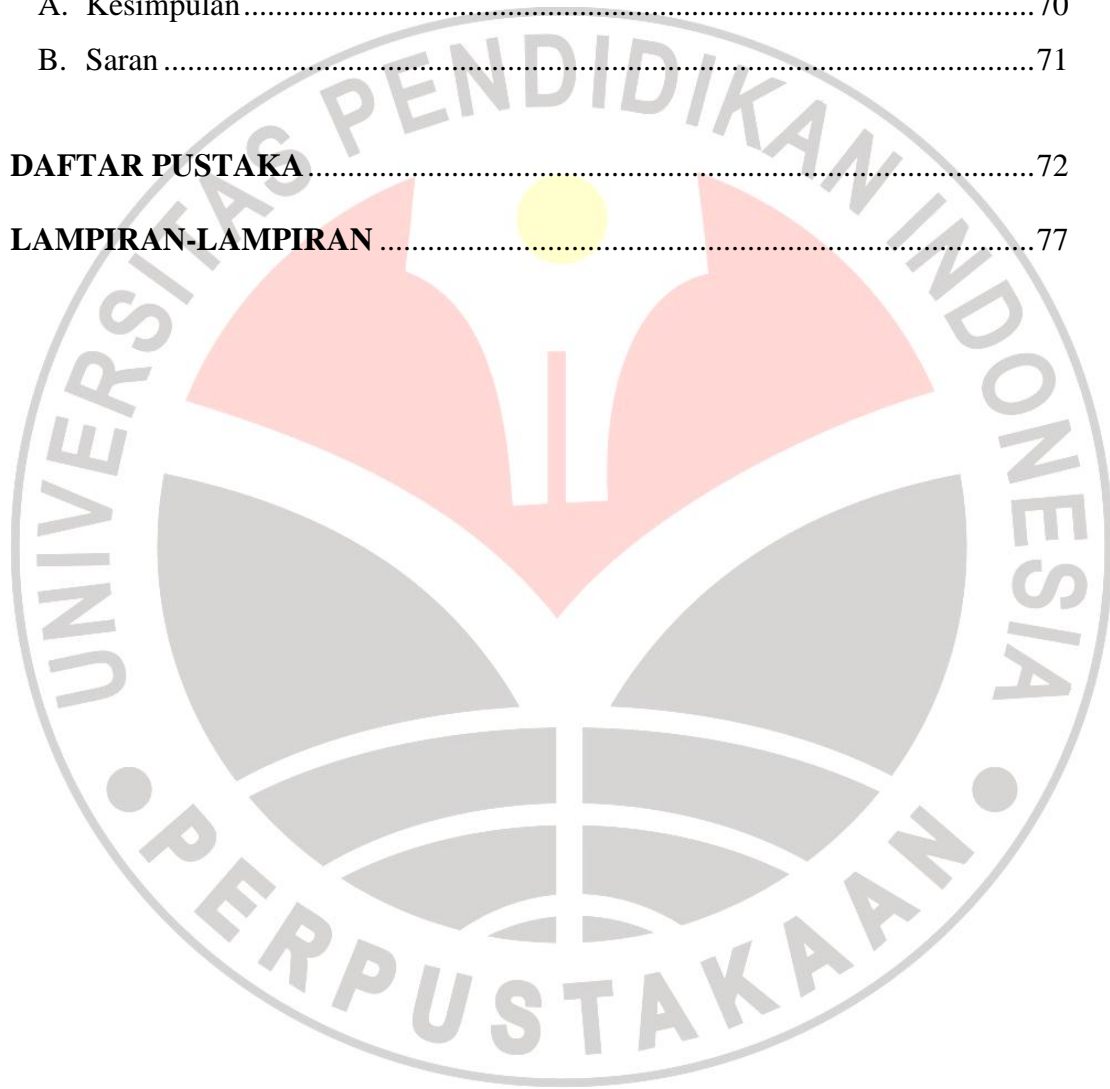 A. Kesimpulan....................................................................................................70
B. Saran..............................................................................................................71
DAFTAR PUSTAKA..........................................................................................72
LAMPIRAN-LAMPIRAN.................................................................................77
UNIVERSITAS PENDIDIKAN INDONESIA
PERPUSTAKAAN